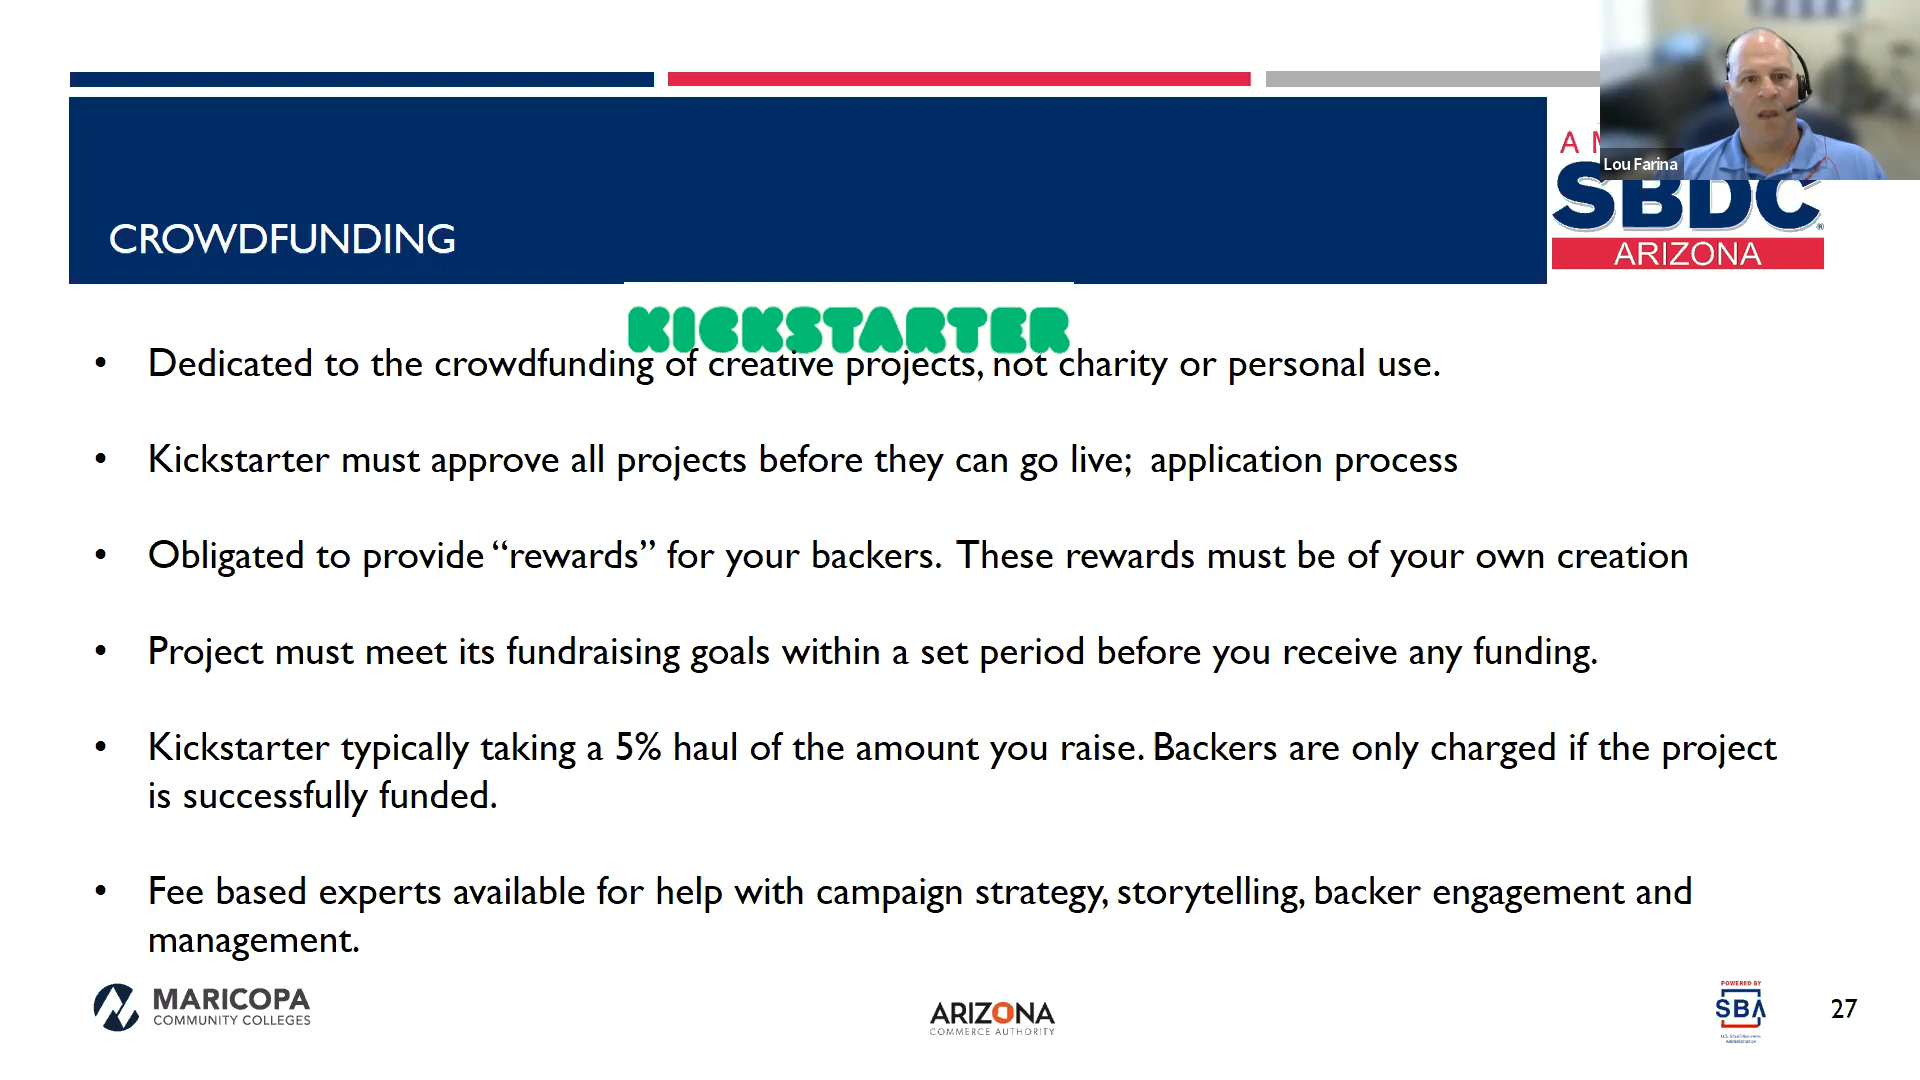 Lou Farina
A
SBDC
ARIZONA
CROWDFUNDING
KICKSTARTER
• Dedicated to the crowdfunding of creative projects, not charity or personal use.
• Kickstarter must approve all projects before they can go live;  application process
• Obligated to provide “rewards” for your backers.  These rewards must be of your own creation
• Project must meet its fundraising goals within a set period before you receive any funding.
• Kickstarter typically taking a 5% haul of the amount you raise. Backers are only charged if the project
is successfully funded.
• Fee based experts available for help with campaign strategy, storytelling, backer engagement and
management.
MARICOPA
COMMUNITY COLLEGES
ARIZONA
COMMERCE AUTHORITY
POWERED BY
SBA
27